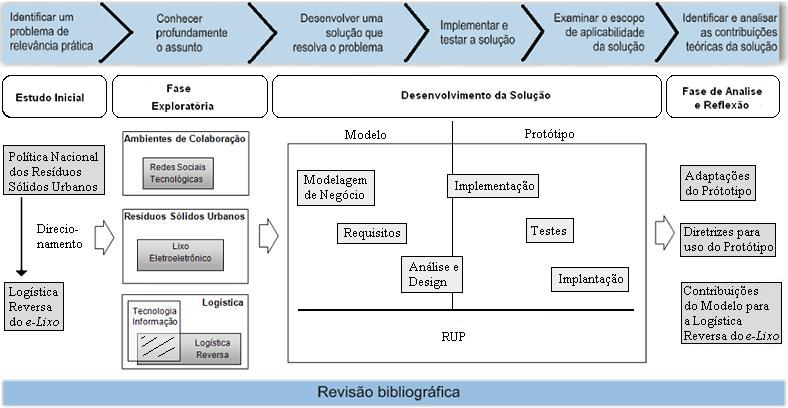 Identificar um
problema de
relevância prática
Conhecer
profundamente
o assunto
Desenvolver uma
solução que
resolva o problema
Implementar e
testar a solução
Examinar o escopo
de aplicabilidade
da solução
Identificar e analisar
as contribuições
teóricas da solução
Estudo Inicial
Fase
Exploratória
Desenvolvimento da Solução
Fase de Analise
e Reflexão
Política Nacional
dos Resíduos
Sólidos Urbanos
Direcio-
namento
Logística
Reversa
do e-Lixo
Ambientes de Colaboração
Redes Sociais
Tecnológicas
Resíduos Sólidos Urbanos
Lixo
Eletroeletrônico
Logística
Tecnologia
Informação
Logística
Reversa
Modelo
Protótipo
Modelagem
de Negócio
Implementação
Requisitos
Testes
Análise e
Design
Implantação
RUP
Adaptações
do Prótotipo
Diretrizes para
uso do Protótipo
Contribuições
do Modelo para
a Logística
Reversa do e-Lixo
Revisão bibliográfica